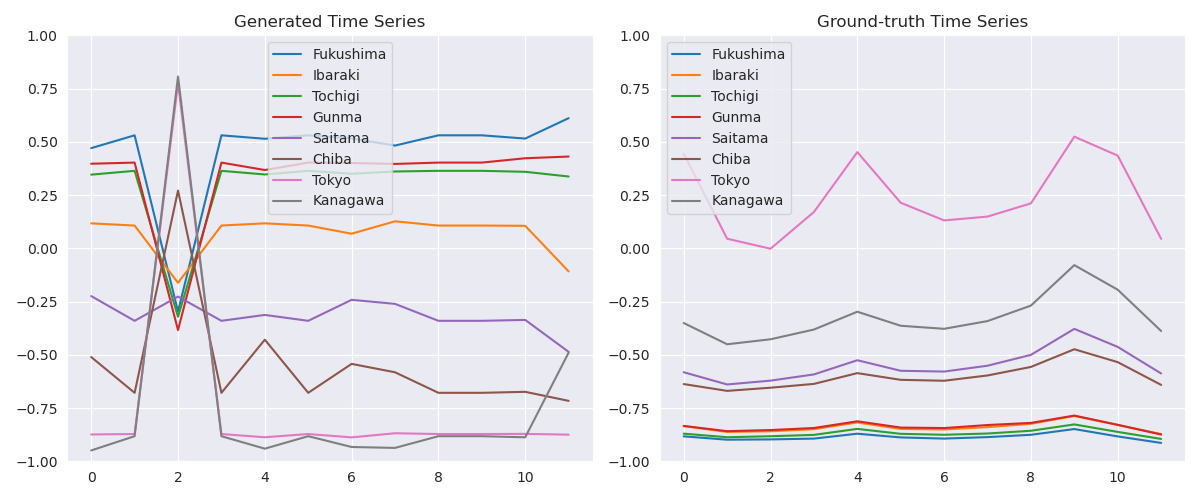 Generated Time Series
1.00
0.75
0.50
0.25
0.00
−0.25
−0.50
−0.75
−1.00
0 2 4 6 8 10
Fukushima
Ibaraki
Tochigi
Gunma
Saitama
Chiba
Tokyo
Kanagawa
Ground-truth Time Series
1.00
0.75
0.50
0.25
0.00
−0.25
−0.50
−0.75
−1.00
0 2 4 6 8 10
Fukushima
Ibaraki
Tochigi
Gunma
Saitama
Chiba
Tokyo
Kanagawa